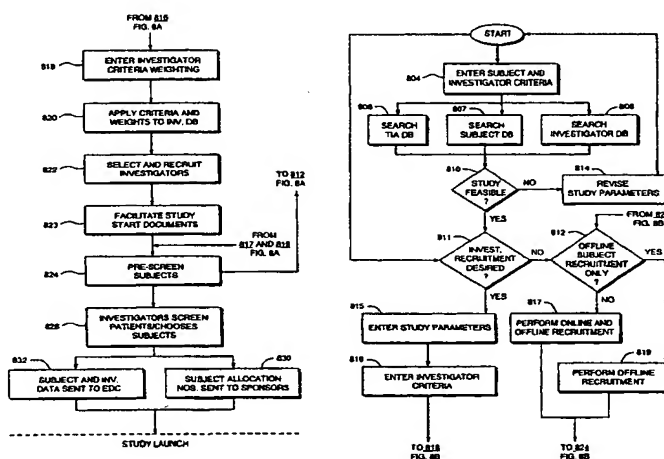 FROM 816
FIG. 8A
818
ENTER INVESTIGATOR
CRITERIA WEIGHTING
820
APPLY CRITERIA AND
WEIGHTS TO INV. DB
822
SELECT AND RECRUIT
INVESTIGATORS
TO 812
FIG. 8A
823
FACILITATE STUDY
START DOCUMENTS
FROM
817 AND 818
FIG. 8A
824
PRE-SCREEN
SUBJECTS
828
INVESTIGATORS SCREEN
PATIENTS/CHOOSES
SUBJECTS
832
SUBJECT AND INV.
DATA SENT TO EDC
830
SUBJECT ALLOCATION
NOS. SENT TO SPONSORS
STUDY LAUNCH
START
804
ENTER SUBJECT AND
INVESTIGATOR CRITERIA
SEARCH
TIA DB
807
SEARCH
SUBJECT DB
SEARCH
INVESTIGATOR DB
810
STUDY
FEASIBLE
?
NO
814
REVISE
STUDY PARAMETERS
YES
811
INVEST.
RECRUITMENT
DESIRED
?
NO
YES
812
FROM
FIG. 8B
OFFLINE
SUBJECT
RECRUITMENT
ONLY?
YES
NO
815
ENTER STUDY PARAMETERS
817
PERFORM ONLINE AND
OFFLINE RECRUITMENT
816
ENTER INVESTIGATOR
CRITERIA
819
PERFORM OFFLINE
RECRUITMENT
TO 818
FIG. 8B
TO 824
FIG. 8B